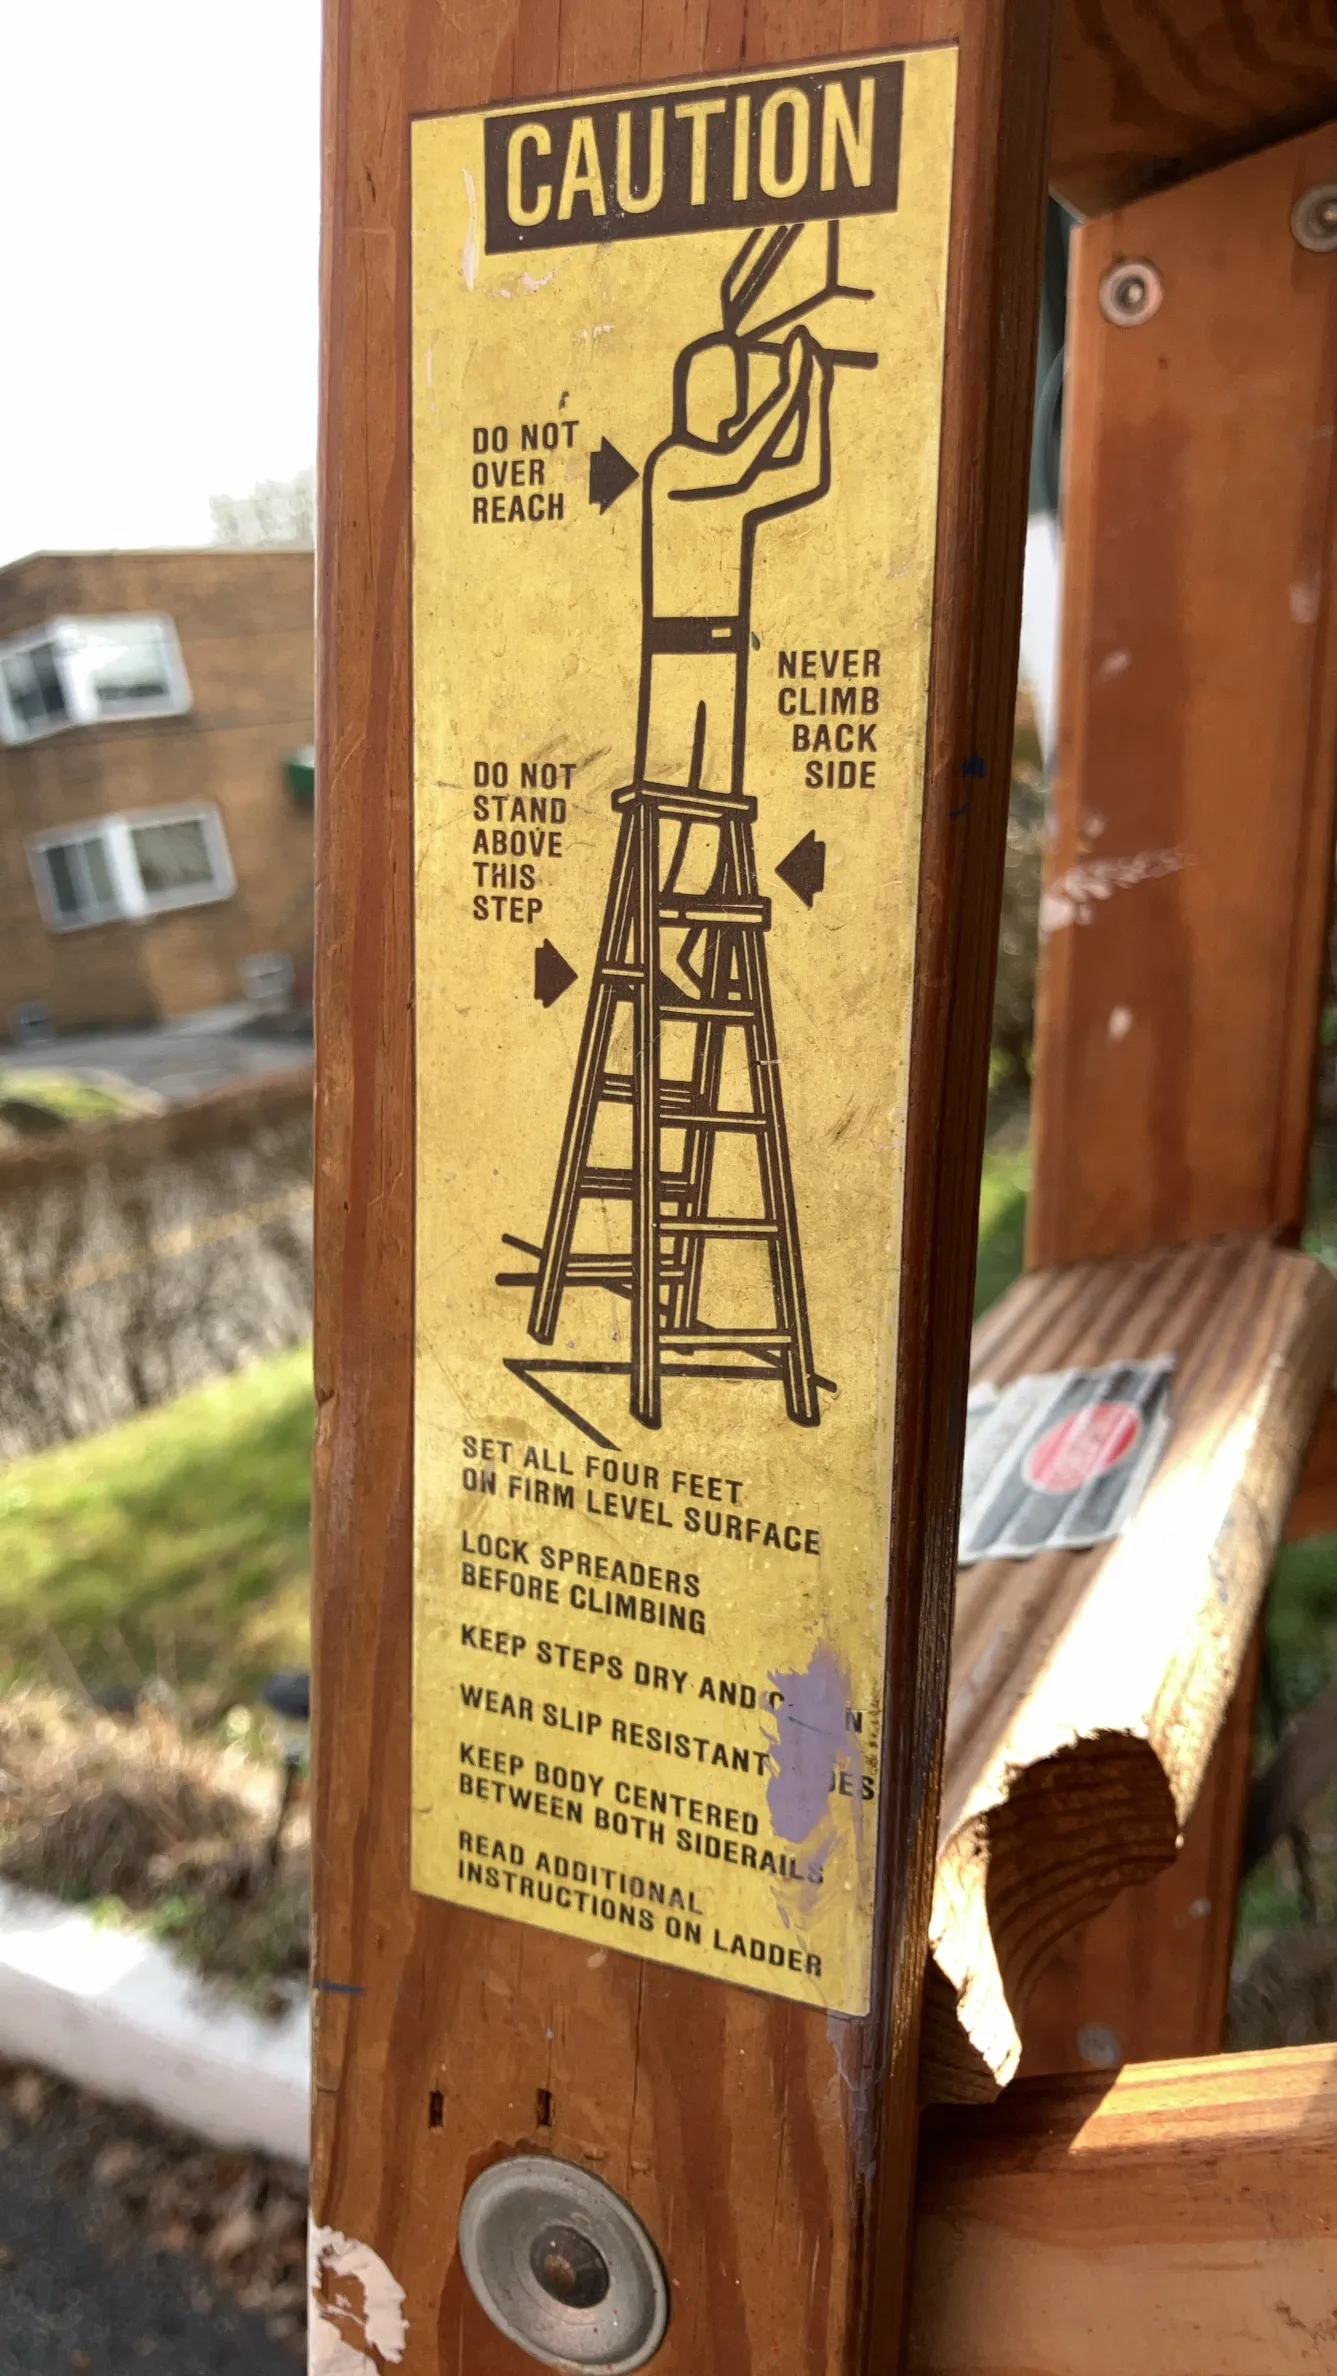 CAUTION
DO NOT
OVER
REACH
NEVER
CLIMB
BACK
SIDE
DO NOT
STAND
ABOVE
THIS
STEP
SET ALL FOUR FEET
ON FIRM LEVEL SURFACE
LOCK SPREADERS
BEFORE CLIMBING
KEEP STEPS DRY AND
WEAR SLIP RESISTANT
KEEP BODY CENTERED
BETWEEN BOTH SIDERAILS
READ ADDITIONAL
INSTRUCTIONS ON LADDER